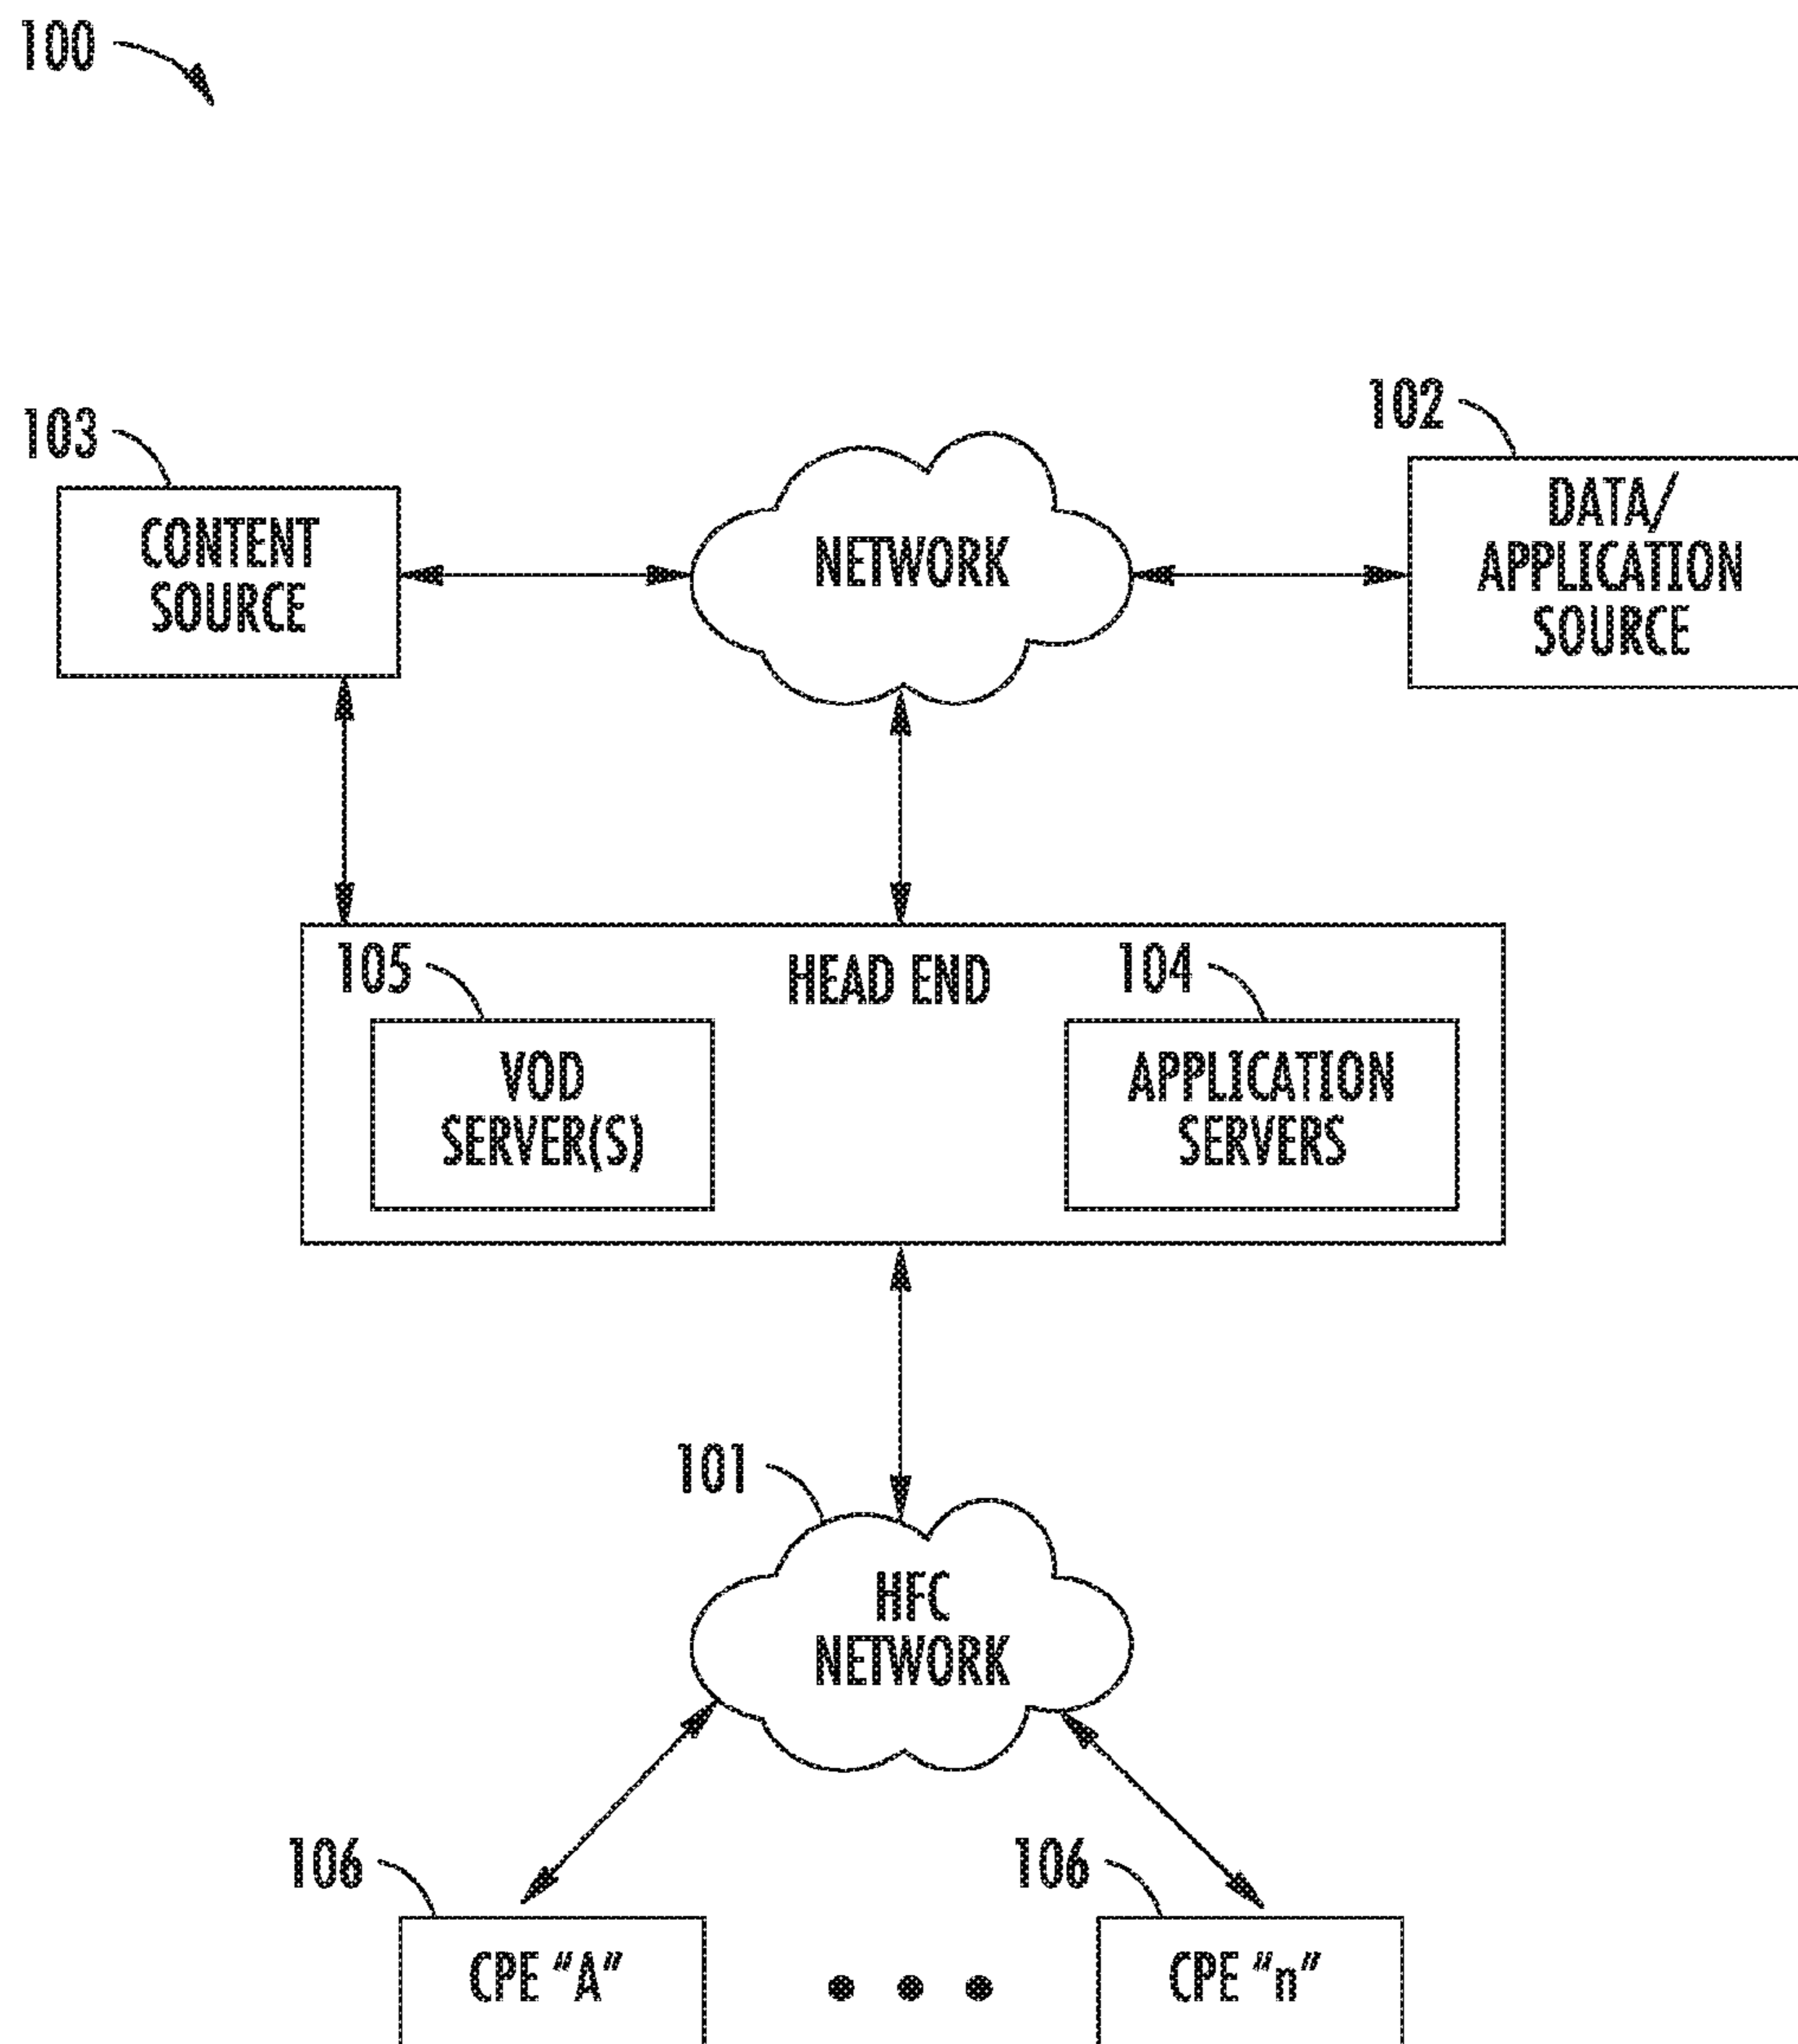 100
103
102
CONTENT
SOURCE
NETWORK
DATA/
APPLICATION
SOURCE
105
HEAD END
104
VOD
SERVER(S)
APPLICATION
SERVERS
101
HFC
NETWORK
106
106
CPE “A”
CPE “n”